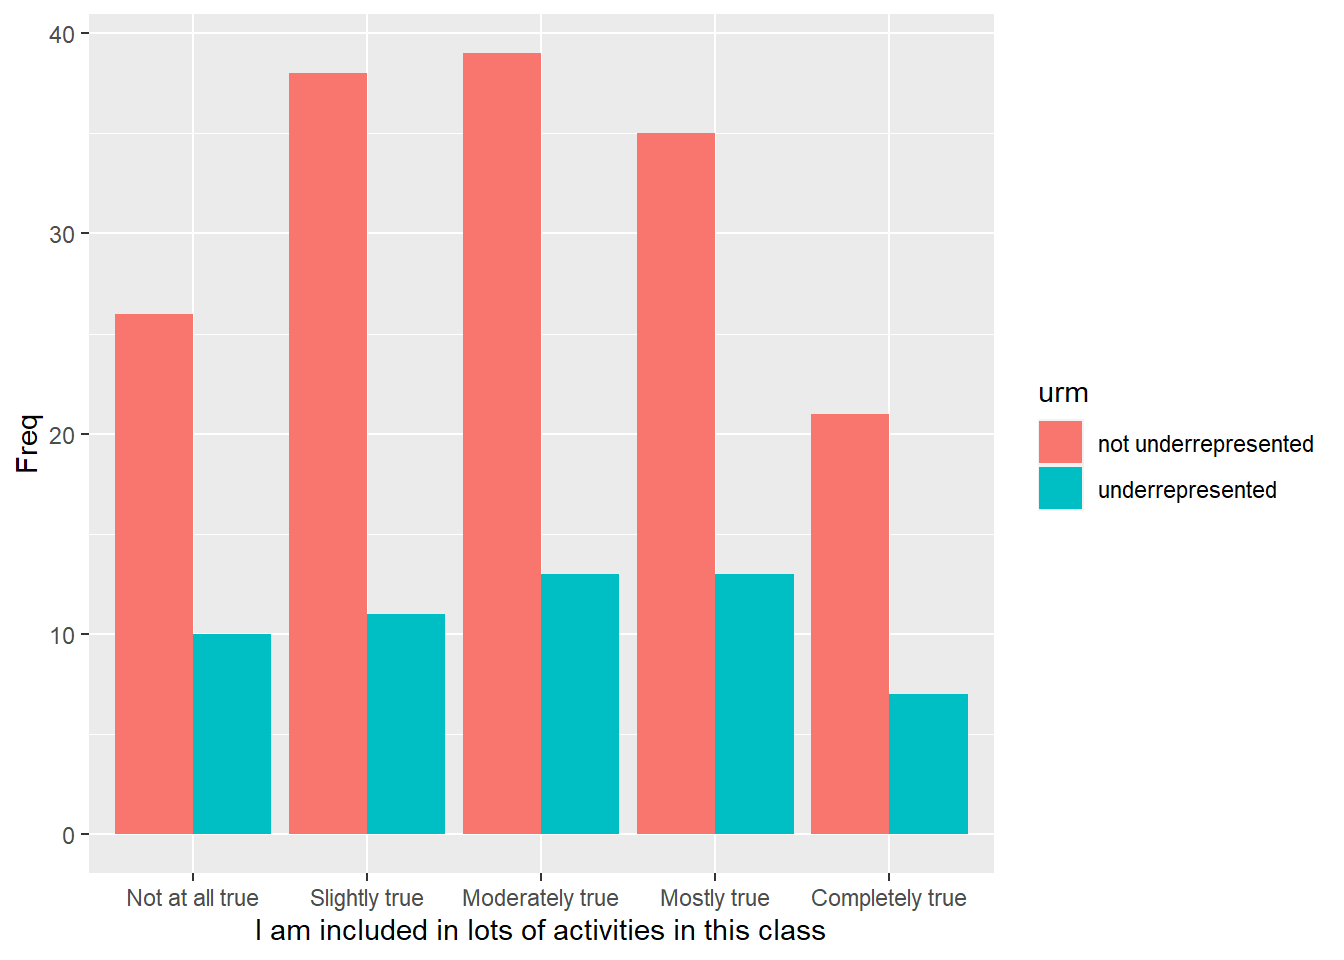 40
30
20
10
0
Freq
Not at all true
Slightly true
Moderately true
Mostly true
Completely true
I am included in lots of activities in this class
urm
not underrepresented
underrepresented